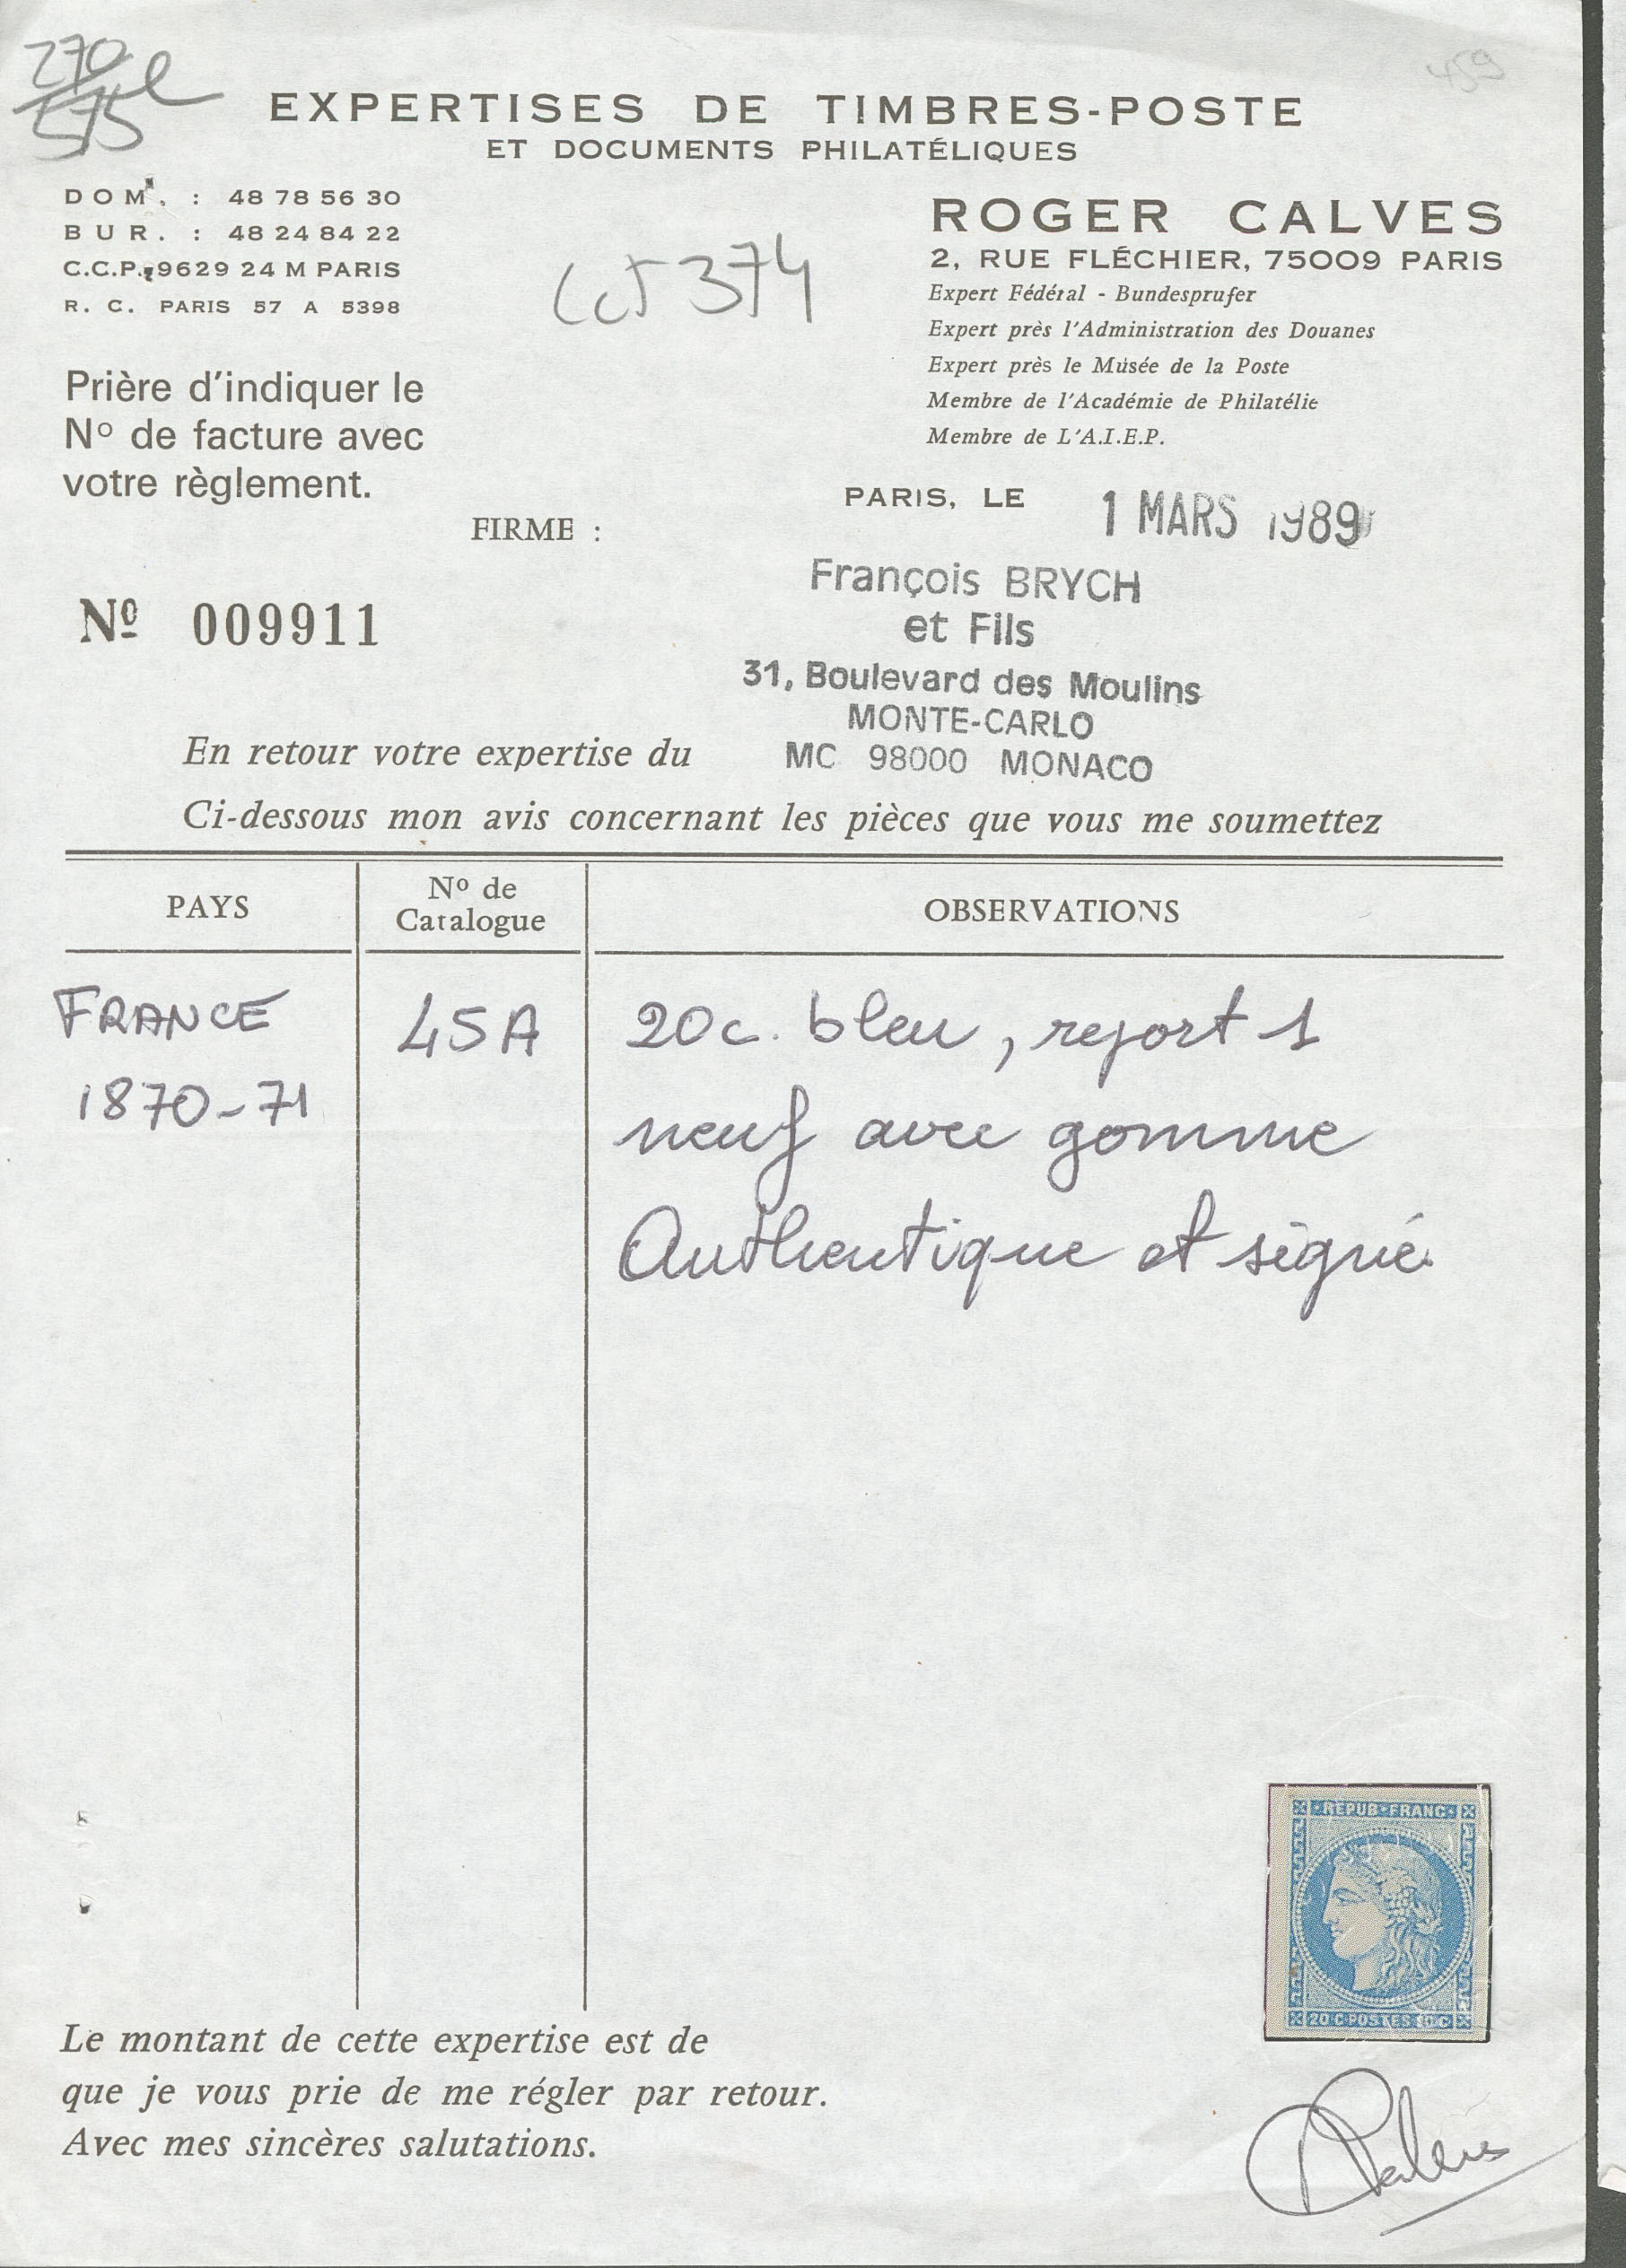 270
575
459
EXPERTISES DE TIMBRES-POSTE
ET DOCUMENTS PHILATÉLIQUES
DOM. : 48 78 56 30
BUR. : 48 24 84 22
C.C.P. 9629 24 M PARIS
R. C. PARIS 57 A 5398
374
ROGER CALVES
2, RUE FLÉCHIER, 75009 PARIS
Expert Fédéral - Bundesprufer
Expert près l'Administration des Douanes
Expert près le Musée de la Poste
Membre de l'Académie de Philatélie
Membre de L'A.I.E.P.
Prière d'indiquer le
Nº de facture avec
votre règlement.
PARIS, LE 1 MARS 1989
FIRME :
François BRYCH
et Fils
31, Boulevard des Moulins
MONTE-CARLO
MC 98000 MONACO
Nº 009911
En retour votre expertise du
Ci-dessous mon avis concernant les pièces que vous me soumettez
PAYS
Nº de
Catalogue
OBSERVATIONS
FRANCE
1870-71
45A
20c. bleu, report 1
neuf avec gomme
Authentique et signé.
REPUB FRANC
20 C POSTES 20 C
Le montant de cette expertise est de
que je vous prie de me régler par retour.
Avec mes sincères salutations.
Calves